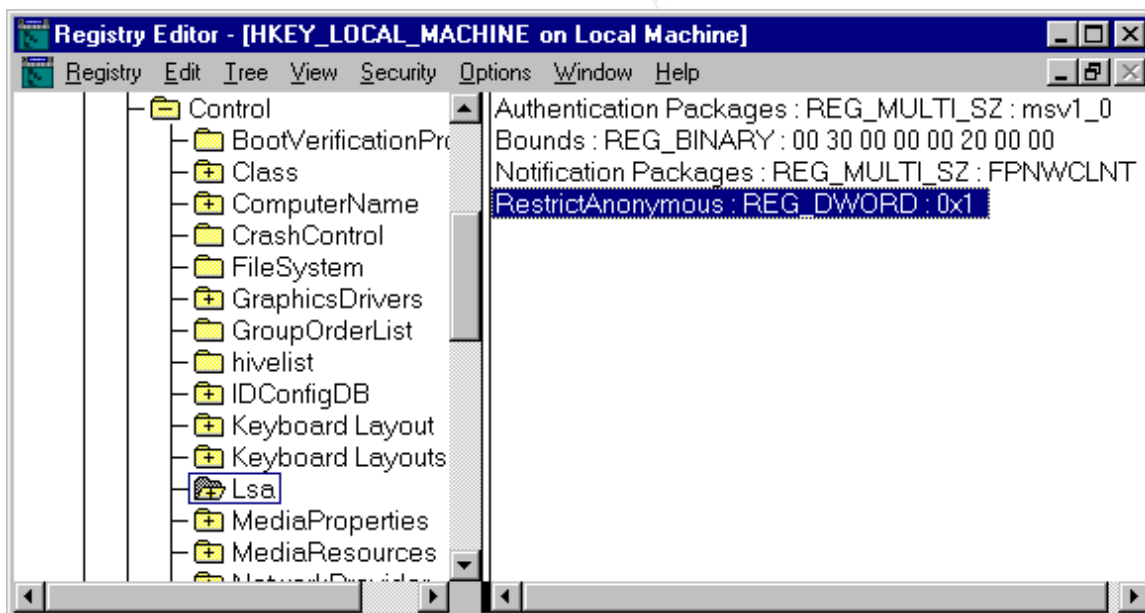 Registry Editor - [HKEY_LOCAL_MACHINE on Local Machine]
Registry Edit Tree View Security Options Window Help
Control
BootVerificationPro
Class
ComputerName
CrashControl
FileSystem
GraphicsDrivers
GroupOrderList
hivelist
IDConfigDB
Keyboard Layout
Keyboard Layouts
Lsa
MediaProperties
MediaResources
Authentication Packages : REG_MULTI_SZ : msv1_0
Bounds : REG_BINARY : 00 30 00 00 00 20 00 00
Notification Packages : REG_MULTI_SZ : FPNWCLNT
RestrictAnonymous : REG_DWORD : 0x1